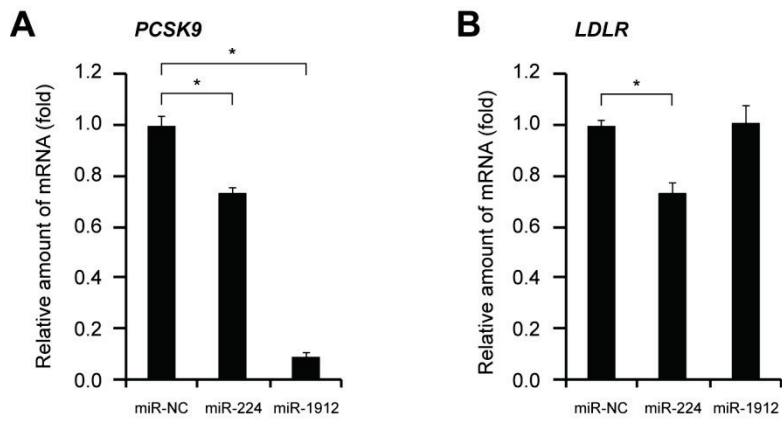 A
PCSK9
Relative amount of mRNA (fold)
1.2
1.0
0.8
0.6
0.4
0.2
0.0
*
*
miR-NC miR-224 miR-1912
B
LDLR
Relative amount of mRNA (fold)
1.2
1.0
0.8
0.6
0.4
0.2
0.0
*
miR-NC miR-224 miR-1912